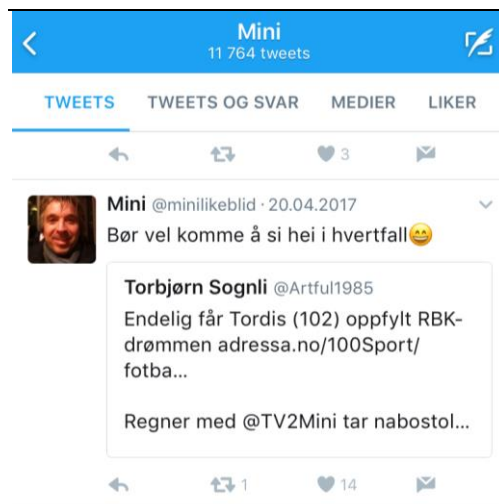 Mini
11 764 tweets
TWEETS TWEETS OG SVAR MEDIER LIKER
3
Mini @minilikeblid · 20.04.2017
Bør vel komme å si hei i hvertfall😄
Torbjørn Sognli @Artful1985
Endelig får Tordis (102) oppfylt RBK-
drømmen adressa.no/100Sport/
fotba...
Regner med @TV2Mini tar nabostol...
1 14